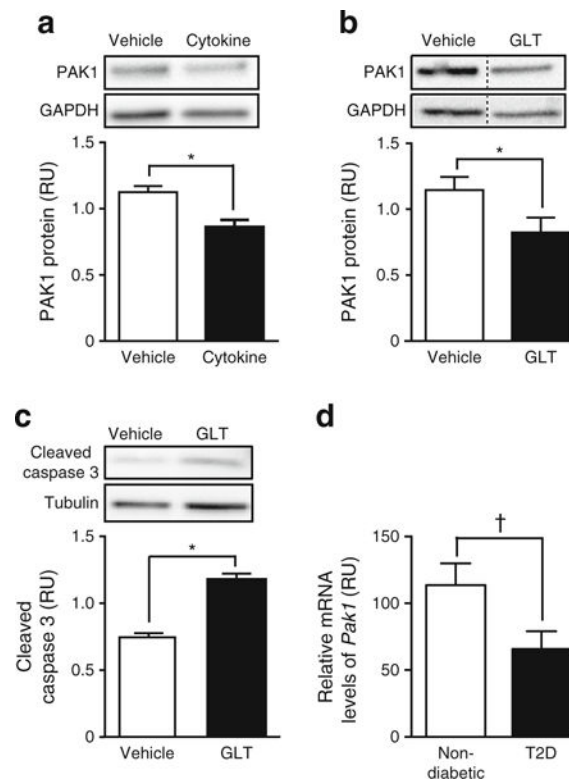 a
Vehicle Cytokine
PAK1
GAPDH
1.5
1.0
0.5
0
PAK1 protein (RU)
*
Vehicle Cytokine
b
Vehicle GLT
PAK1
GAPDH
1.5
1.0
0.5
0
PAK1 protein (RU)
*
Vehicle GLT
c
Vehicle GLT
Cleaved
caspase 3
Tubulin
1.5
1.0
0.5
0
Cleaved
caspase 3 (RU)
*
Vehicle GLT
d
150
100
50
0
Relative mRNA
levels of Pak1 (RU)
†
Non-
diabetic
T2D